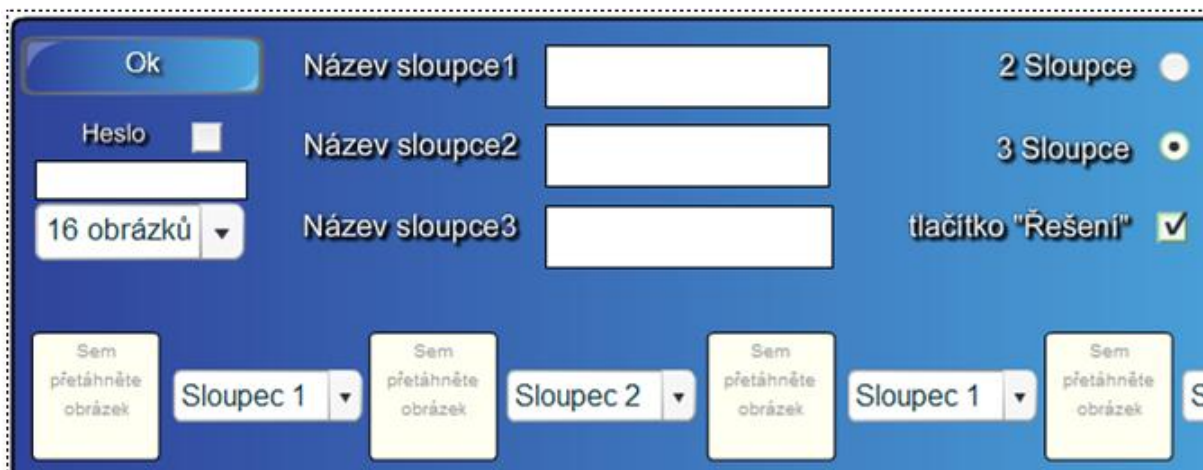 Ok
Název sloupce1
2 Sloupce
Heslo
Název sloupce2
3 Sloupce
16 obrázků
Název sloupce3
tlačítko "Řešení"
Sem
přetáhněte
obrázek
Sloupec 1
Sem
přetáhněte
obrázek
Sloupec 2
Sem
přetáhněte
obrázek
Sloupec 1
Sem
přetáhněte
obrázek
S